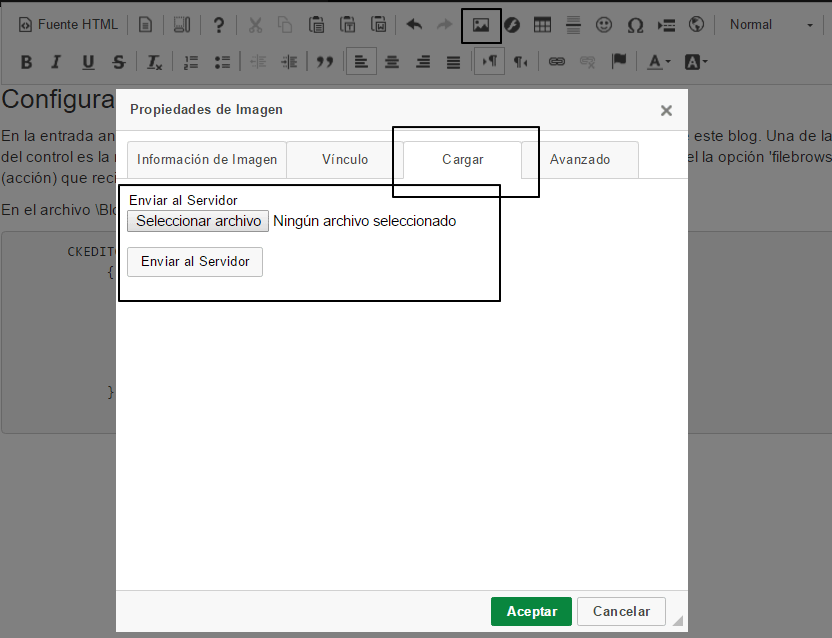 Fuente HTML
Normal
Configura
Propiedades de Imagen
En la entrada an
este blog. Una de la
Información de Imagen Vínculo Cargar Avanzado
del control es la
el la opción 'filebrows
(acción) que reci
Enviar al Servidor
En el archivo \Blo
Seleccionar archivo Ningún archivo seleccionado
CKEDITO
Enviar al Servidor
{
}
Aceptar Cancelar